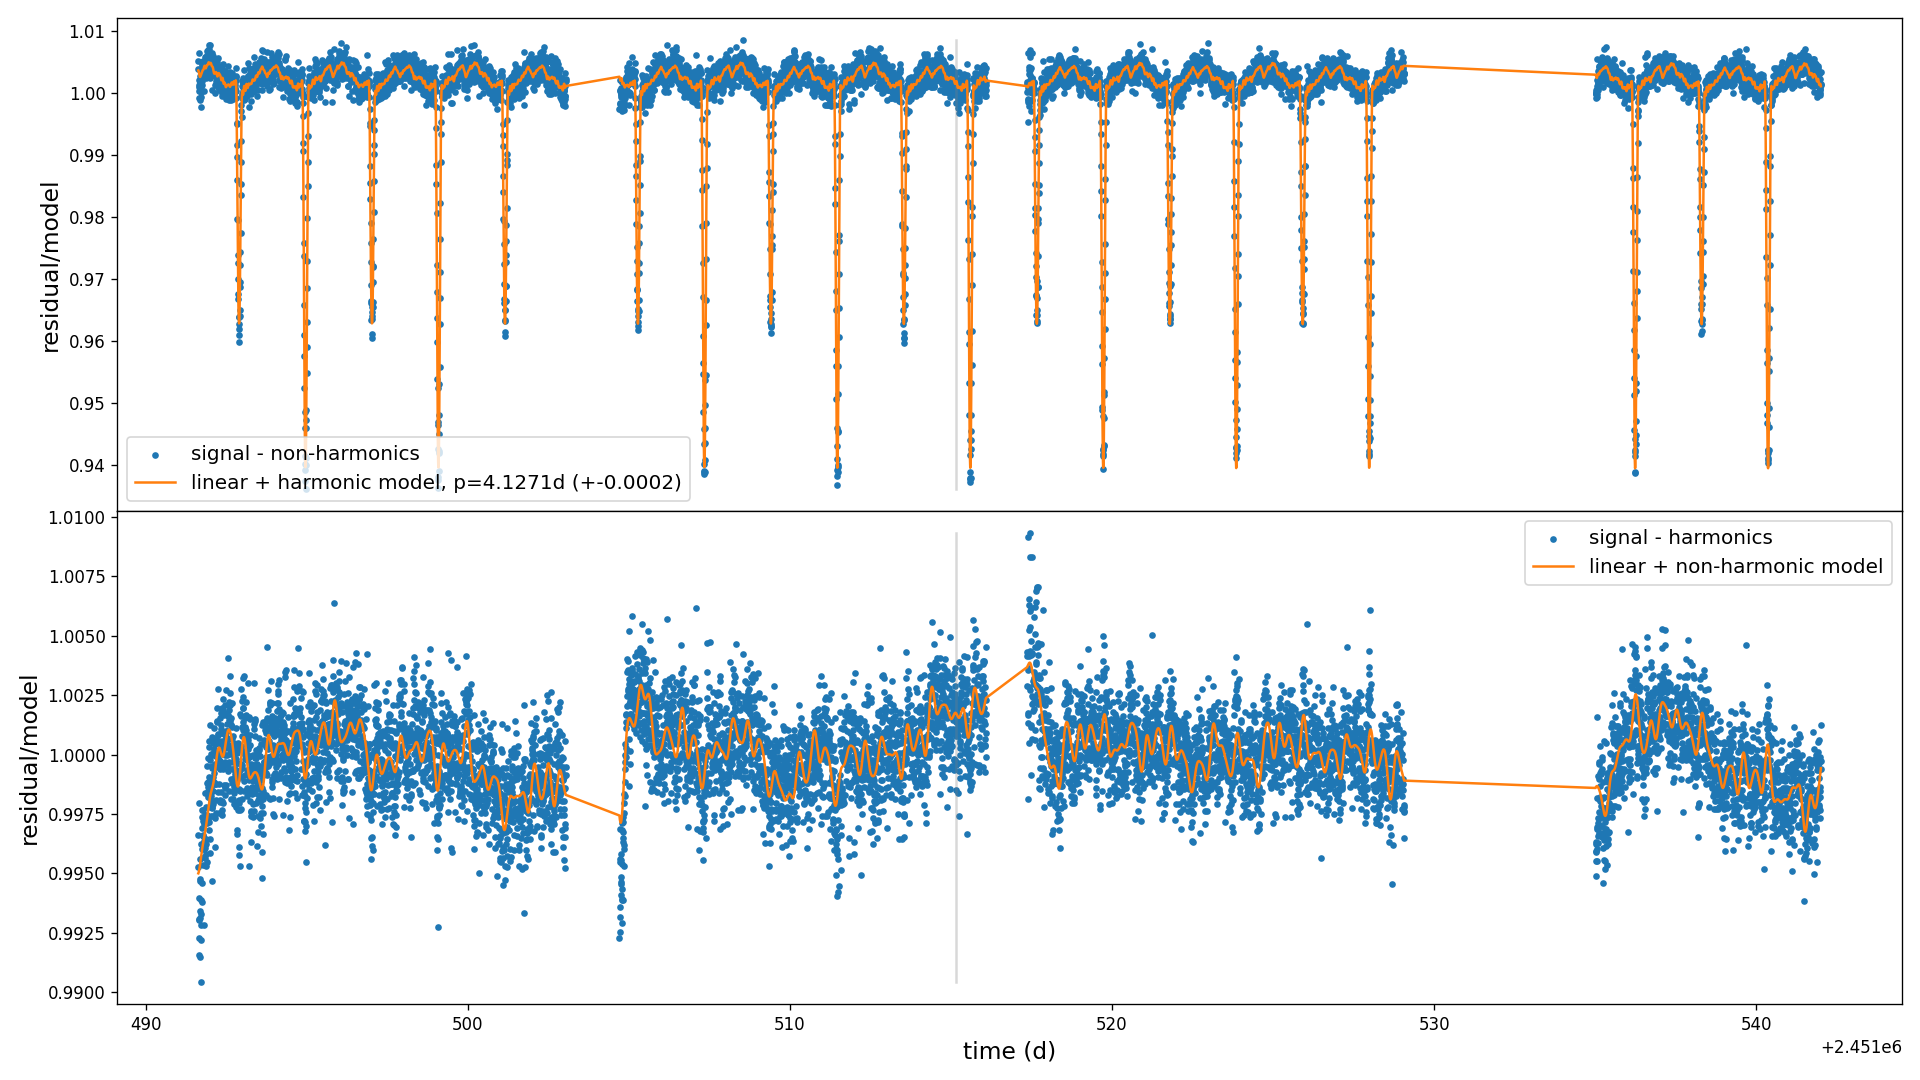 1.01
1.00
0.99
0.98
0.97
0.96
0.95
0.94
residual/model
signal - non-harmonics
linear + harmonic model, p=4.1271d (+-0.0002)
1.0100
1.0075
1.0050
1.0025
1.0000
0.9975
0.9950
0.9925
0.9900
residual/model
signal - harmonics
linear + non-harmonic model
490
500
510
520
530
540
time (d)
+2.451e6